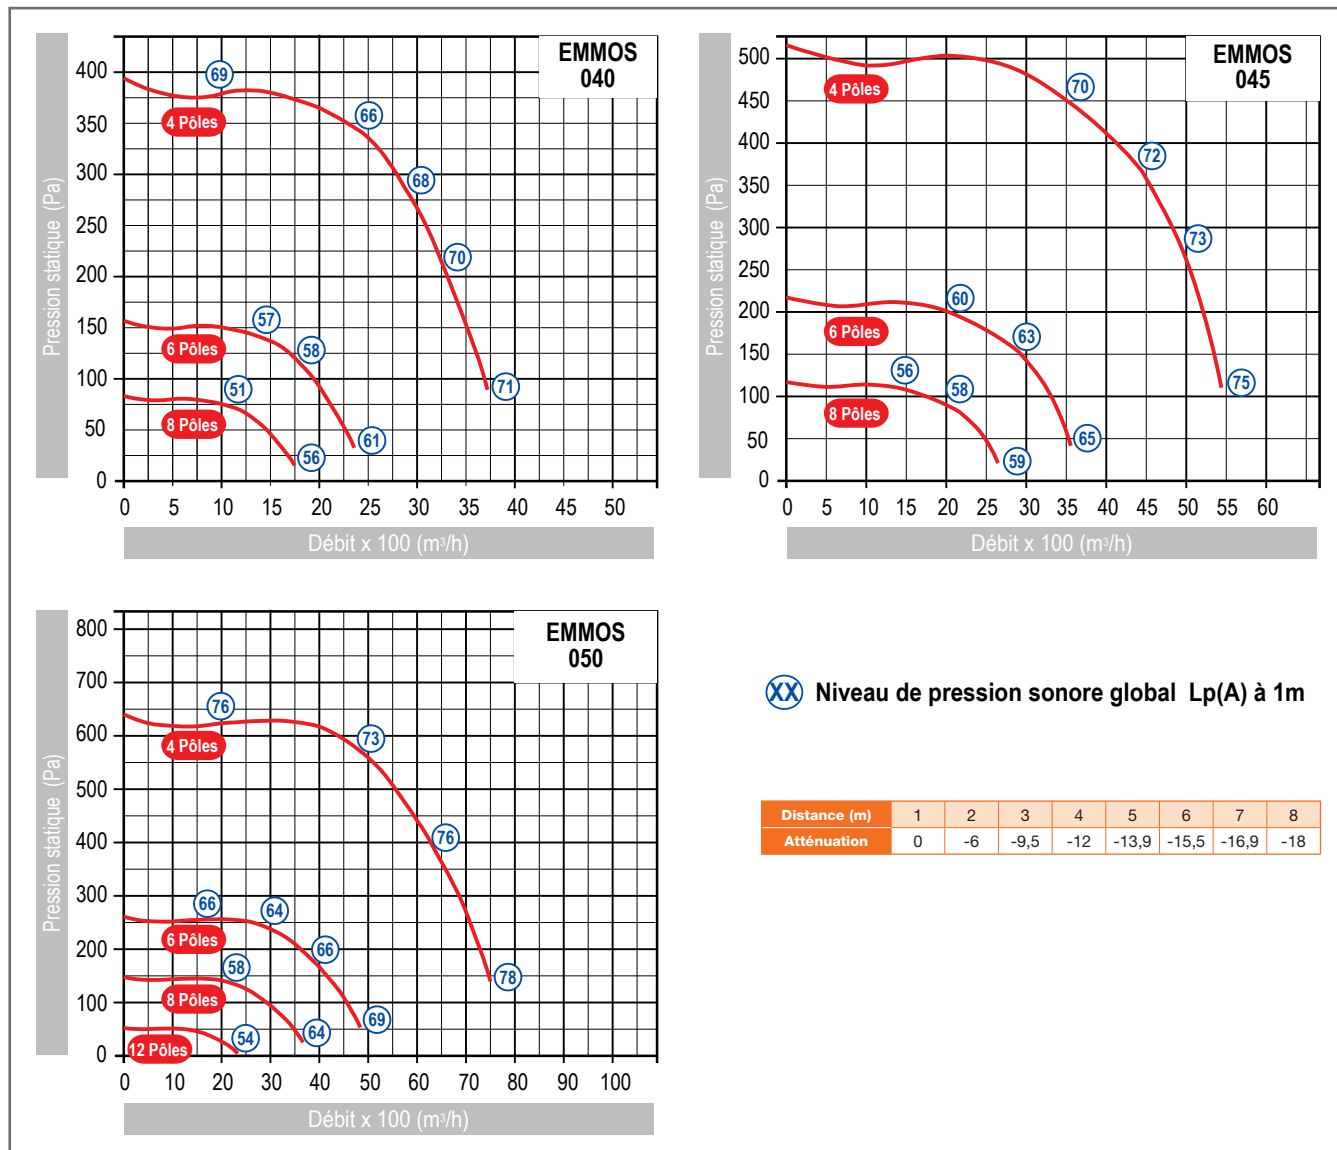 EMMOS
040
Pression statique (Pa)
400
350
300
250
200
150
100
50
0
69
66
68
70
71
4 Pôles
57
58
61
6 Pôles
51
56
8 Pôles
0 5 10 15 20 25 30 35 40 45 50
Débit x 100 (m³/h)
EMMOS
045
Pression statique (Pa)
500
450
400
350
300
250
200
150
100
50
0
4 Pôles
70
72
73
75
60
63
65
6 Pôles
56
58
59
8 Pôles
0 5 10 15 20 25 30 35 40 45 50 55 60
Débit x 100 (m³/h)
EMMOS
050
Pression statique (Pa)
800
700
600
500
400
300
200
100
0
76
73
76
78
4 Pôles
66
64
66
69
6 Pôles
58
64
8 Pôles
54
12 Pôles
0 10 20 30 40 50 60 70 80 90 100
Débit x 100 (m³/h)
XX Niveau de pression sonore global Lp(A) à 1m
Distance (m) 1 2 3 4 5 6 7 8
Atténuation 0 -6 -9,5 -12 -13,9 -15,5 -16,9 -18